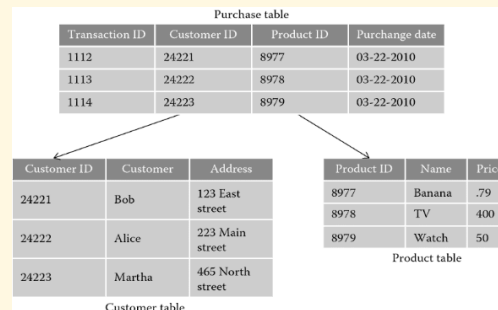 Purchase table
Transaction ID Customer ID Product ID Purchange date
1112 24221 8977 03-22-2010
1113 24222 8978 03-22-2010
1114 24223 8979 03-22-2010
Customer ID Customer Address
24221 Bob 123 East
street
24222 Alice 223 Main
street
24223 Martha 465 North
street
Customer table
Product ID Name Pric
8977 Banana .79
8978 TV 400
8979 Watch 50
Product table